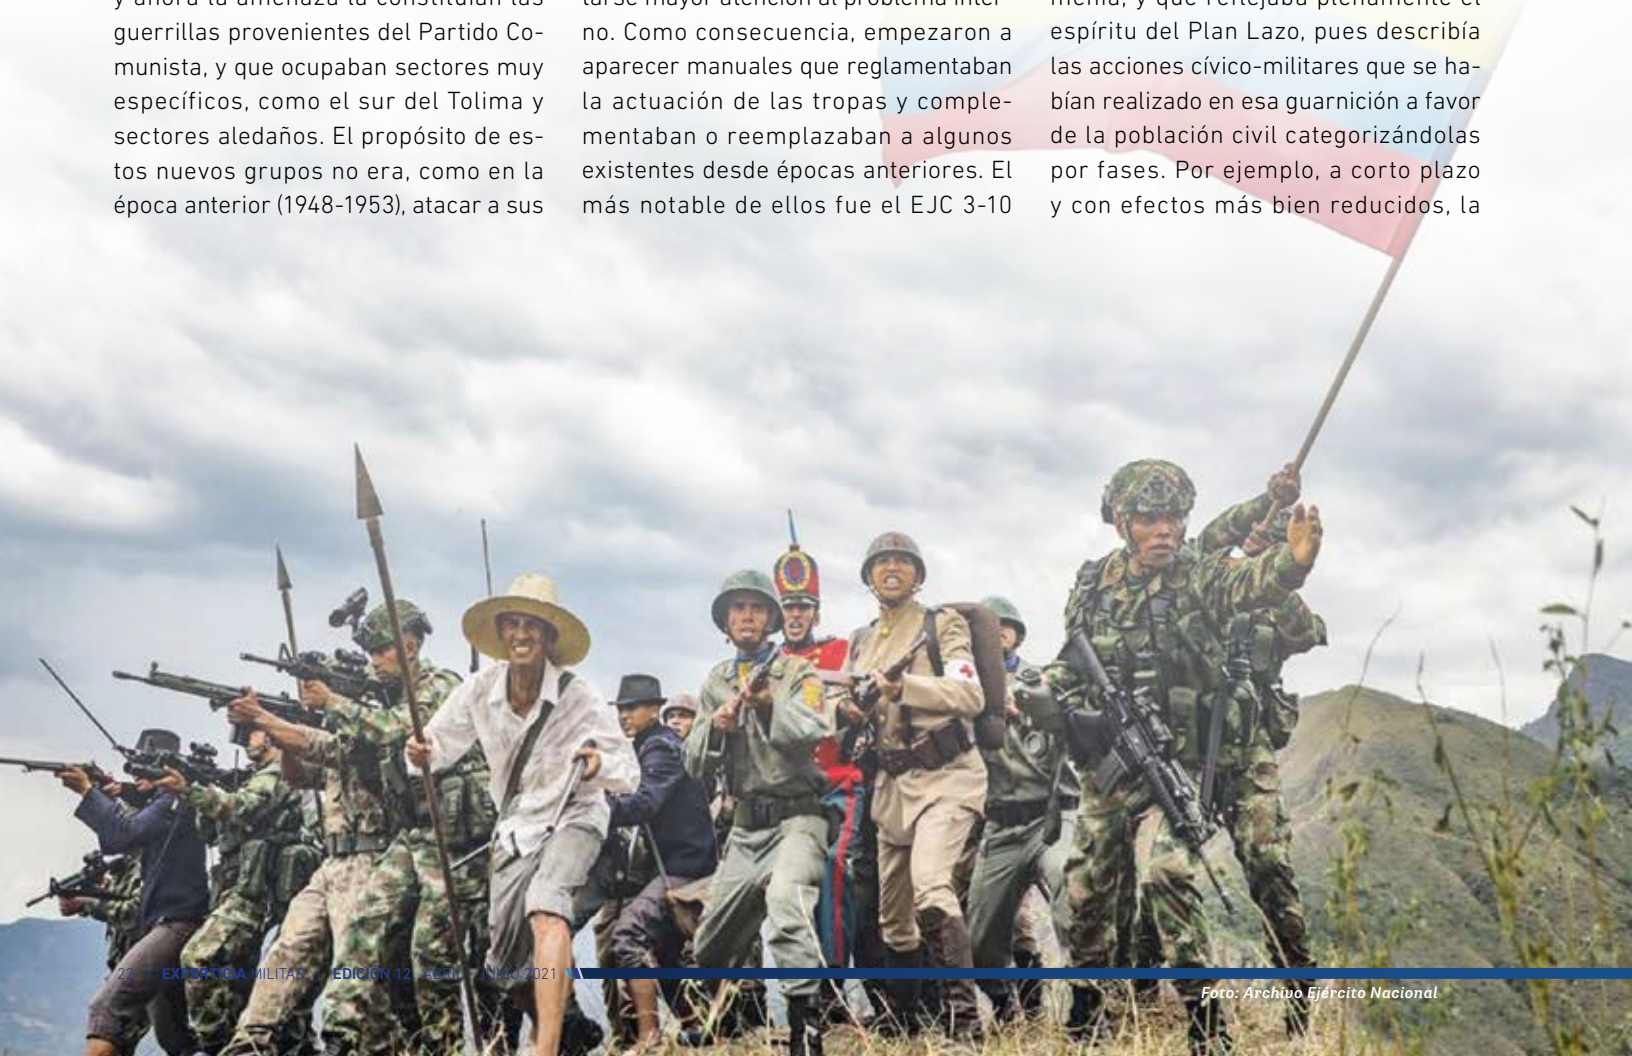 guerrillas provenientes del Partido Co-
munista, y que ocupaban sectores muy
específicos, como el sur del Tolima y
sectores aledaños. El propósito de es-
tos nuevos grupos no era, como en la
época anterior (1948-1953), atacar a sus
no. Como consecuencia, empezaron a
aparecer manuales que reglamentaban
la actuación de las tropas y comple-
mentaban o reemplazaban a algunos
existentes desde épocas anteriores. El
más notable de ellos fue el EJC 3-10
espíritu del Plan Lazo, pues describía
las acciones cívico-militares que se ha-
bían realizado en esa guarnición a favor
de la población civil categorizándolas
por fases. Por ejemplo, a corto plazo
y con efectos más bien reducidos, la
22 EXPERTICIA MILITAR EDICIÓN 12, 2021
Foto: Archivo Ejército Nacional